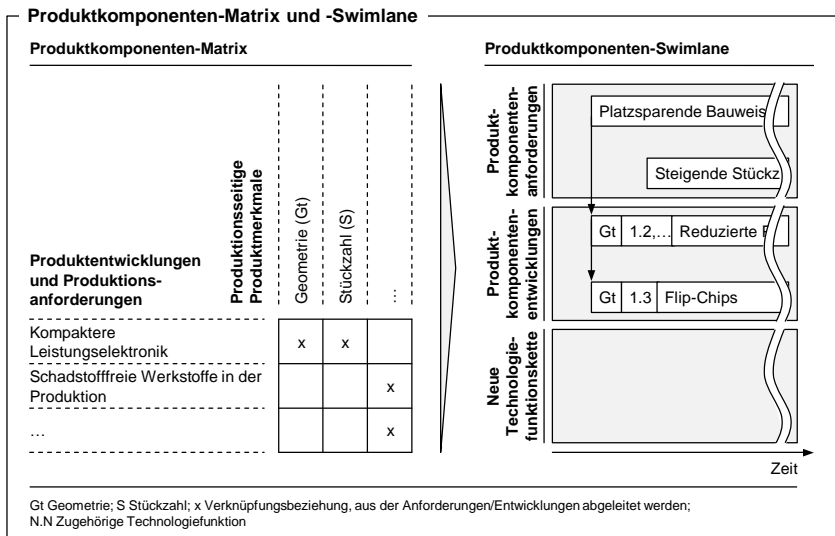 Produktkomponenten-Matrix und -Swimlane
Produktkomponenten-Matrix
Produktionsseitige
Produktmerkmale
Geometrie (Gt)
Stückzahl (S)
…
Produktentwicklungen
und Produktions-
anforderungen
Kompaktere
Leistungselektronik
x
x
Schadstofffreie Werkstoffe in der
Produktion
x
…
x
Produktkomponenten-Swimlane
Produkt-
komponenten-
anforderungen
Platzsparende Bauweis
Steigende Stückz
Produkt-
komponenten-
entwicklungen
Gt
1.2,…
Reduzierte
Gt
1.3
Flip-Chips
Neue
Technologie-
funktionskette
Zeit
Gt Geometrie; S Stückzahl; x Verknüpfungsbeziehung, aus der Anforderungen/Entwicklungen abgeleitet werden;
N.N Zugehörige Technologiefunktion